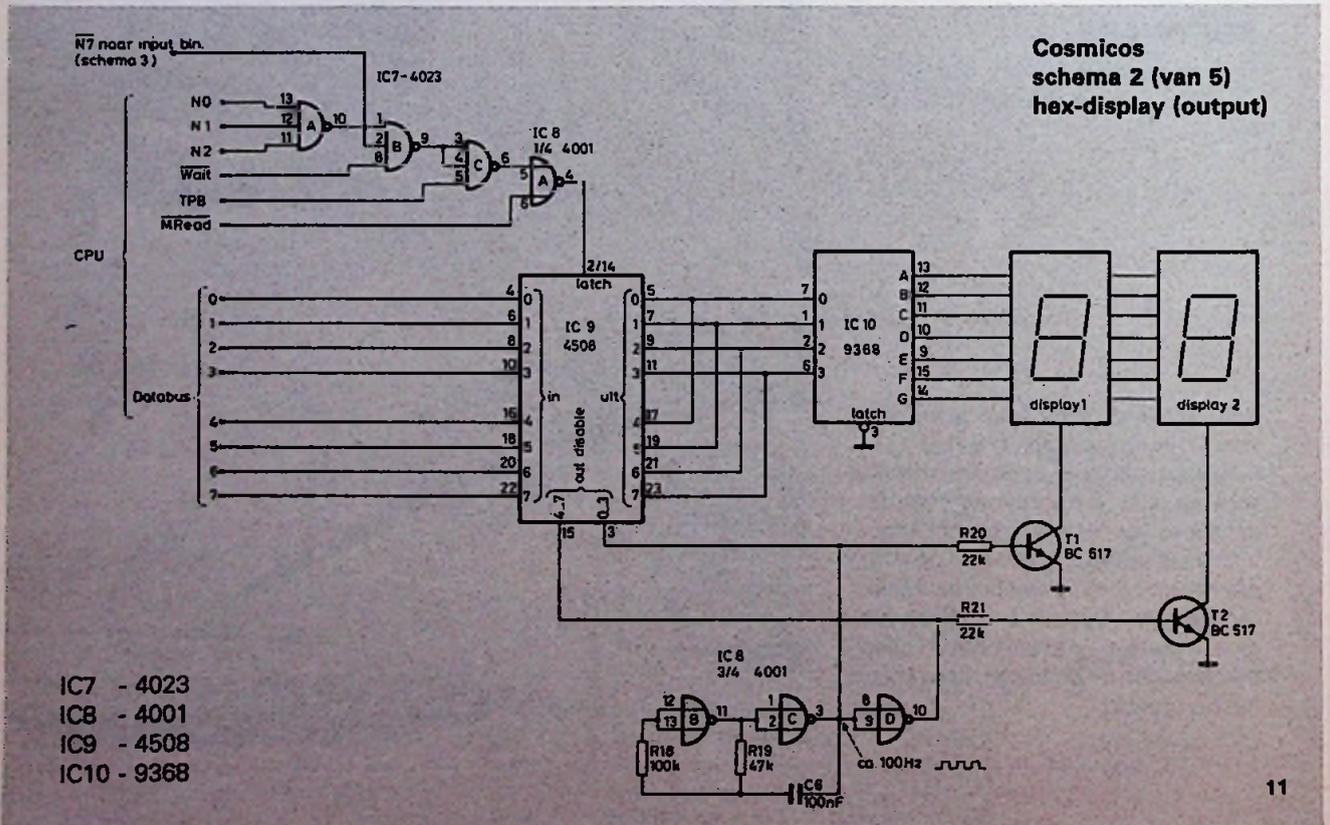 Cosmicos
schema 2 (van 5)
hex-display (output)
N7 naar input bin.
(schema 3)
IC7-4023
N0
N1
N2
Wait
TPB
MRead
13
12
11
A
10
1
2
8
B
9
3
4
5
C
6
IC 8
1/4 4001
5
6
A
4
CPU
Databus
0
1
2
3
4
5
6
7
4
6
8
10
16
18
20
22
2/14
latch
0
1
2
3
4
5
6
7
in
IC 9
4508
out disable
4_7
0_3
15
3
uit
0
1
2
3
4
5
6
7
5
7
9
11
17
19
21
23
7
1
2
6
0
1
2
3
IC 10
9368
latch
3
A
B
C
D
E
F
G
13
12
11
10
9
15
14
display1
display 2
R20
22k
T1
BC 517
R21
22k
T2
BC 517
IC 8
3/4 4001
12
13
B
11
1
2
C
3
8
9
D
10
R18
100k
R19
47k
C6
100nF
ca. 100Hz
IC7 - 4023
IC8 - 4001
IC9 - 4508
IC10 - 9368
11